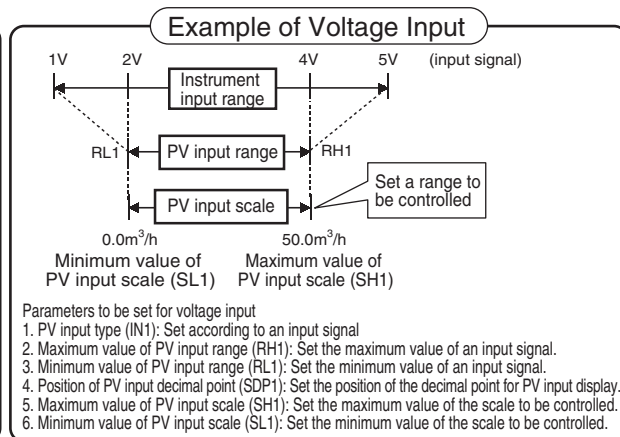 Example of Voltage Input
1V 2V 4V 5V (input signal)
Instrument
input range
RL1 PV input range RH1
PV input scale
Set a range to
be controlled
0.0m³/h 50.0m³/h
Minimum value of Maximum value of
PV input scale (SL1) PV input scale (SH1)
Parameters to be set for voltage input
1. PV input type (IN1): Set according to an input signal
2. Maximum value of PV input range (RH1): Set the maximum value of an input signal.
3. Minimum value of PV input range (RL1): Set the minimum value of an input signal.
4. Position of PV input decimal point (SDP1): Set the position of the decimal point for PV input display.
5. Maximum value of PV input scale (SH1): Set the maximum value of the scale to be controlled.
6. Minimum value of PV input scale (SL1): Set the minimum value of the scale to be controlled.